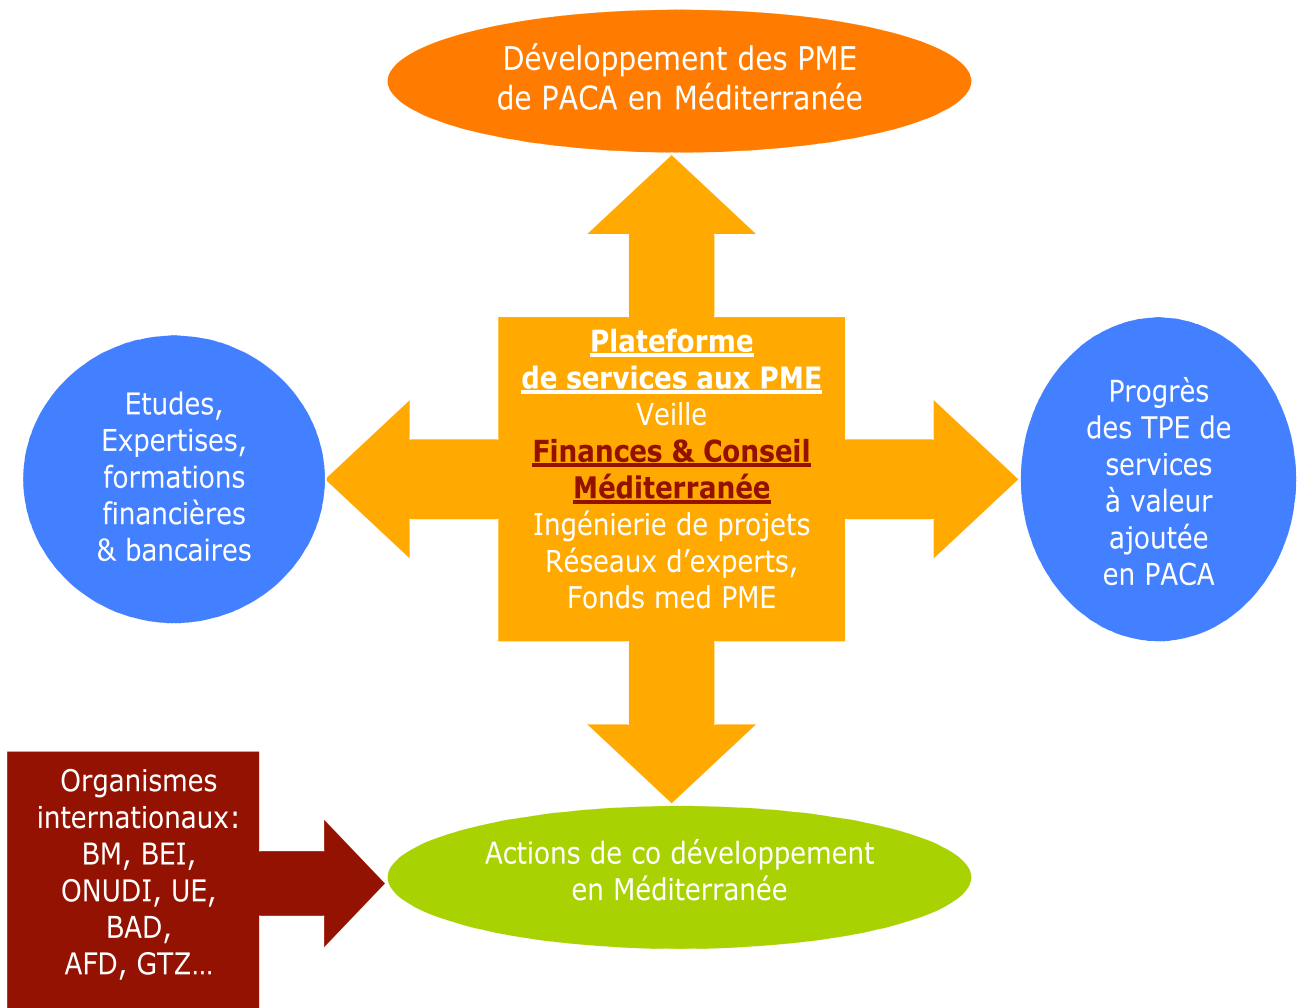 Développement des PME
de PACA en Méditerranée
Plateforme
de services aux PME
Veille
Finances & Conseil
Méditerranée
Ingénierie de projets
Réseaux d’experts,
Fonds med PME
Etudes,
Expertises,
formations
financières
& bancaires
Progrès
des TPE de
services
à valeur
ajoutée
en PACA
Organismes
internationaux:
BM, BEI,
ONUDI, UE,
BAD,
AFD, GTZ…
Actions de co développement
en Méditerranée